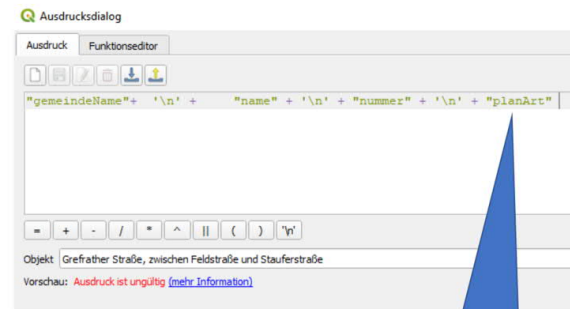 Ausdrucksdialog
Ausdruck Funktionseditor
"gemeindeName"+ '\n' + "name" + '\n' + "nummer" + '\n' + "planArt"
= + - / * ^ || ( ) '\n'
Objekt Grefrather Straße, zwischen Feldstraße und Stauferstraße
Vorschau: Ausdruck ist ungültig (mehr Information)